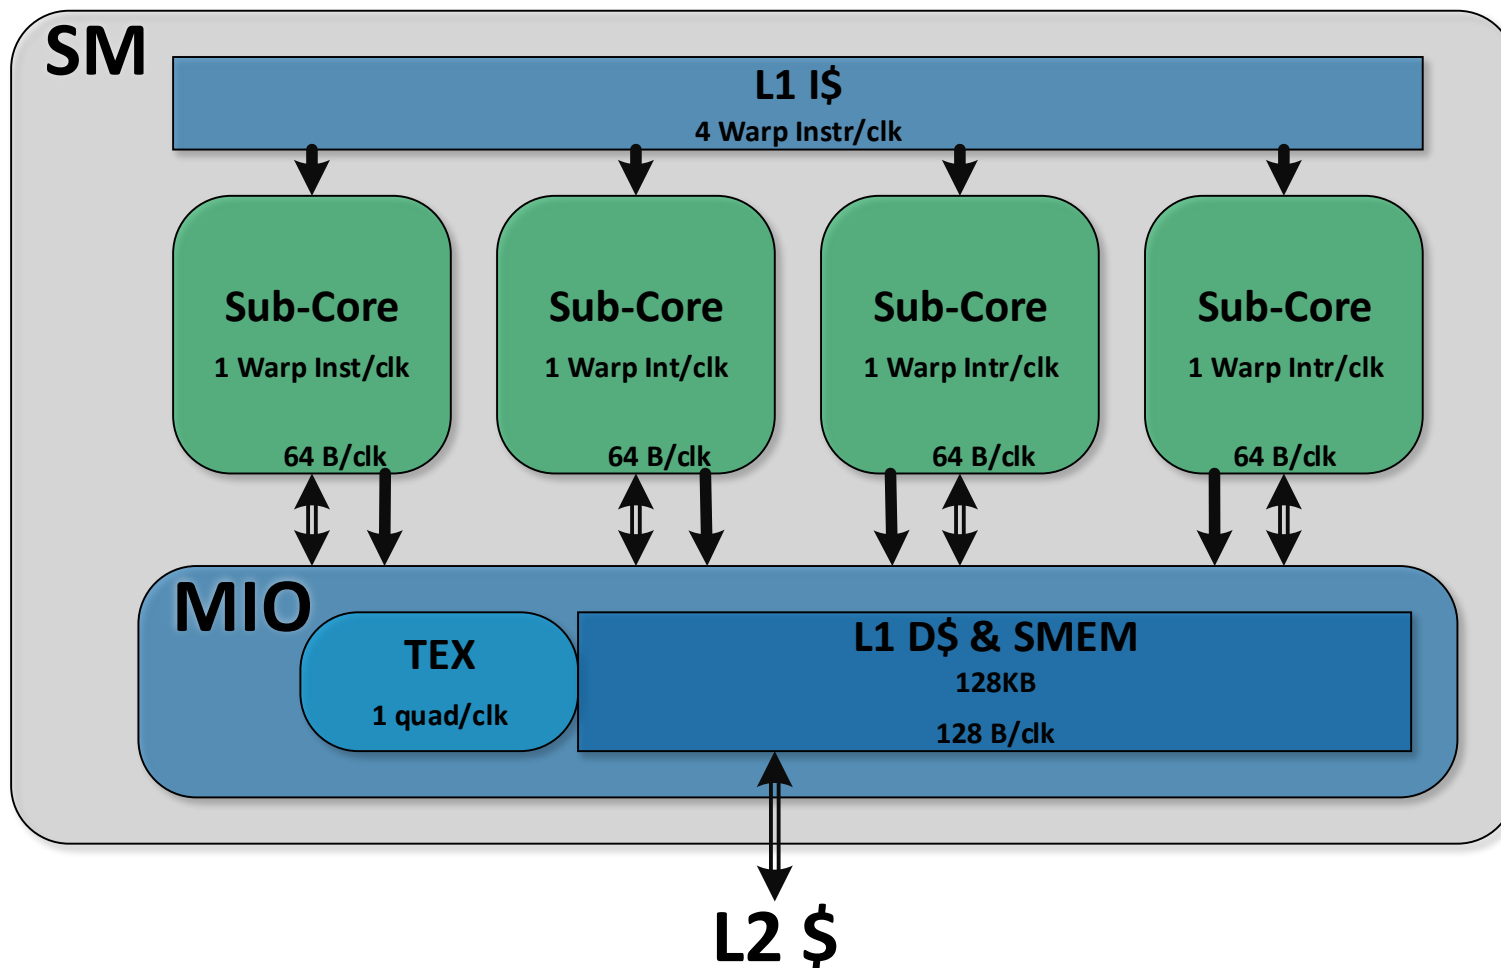 SM
L1 I$
4 Warp Instr/clk
Sub-Core
1 Warp Inst/clk
64 B/clk
Sub-Core
1 Warp Int/clk
64 B/clk
Sub-Core
1 Warp Intr/clk
64 B/clk
Sub-Core
1 Warp Intr/clk
64 B/clk
MIO
TEX
1 quad/clk
L1 D$ & SMEM
128KB
128 B/clk
L2 $